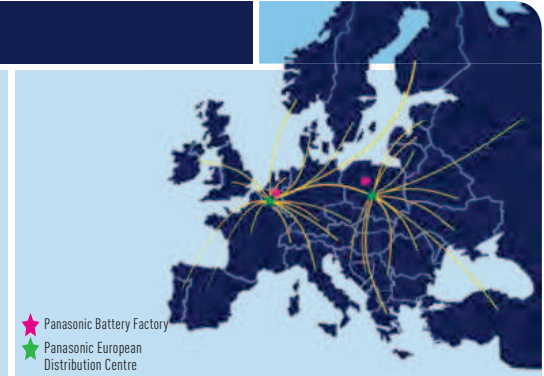 Panasonic Battery Factory
Panasonic European
Distribution Centre